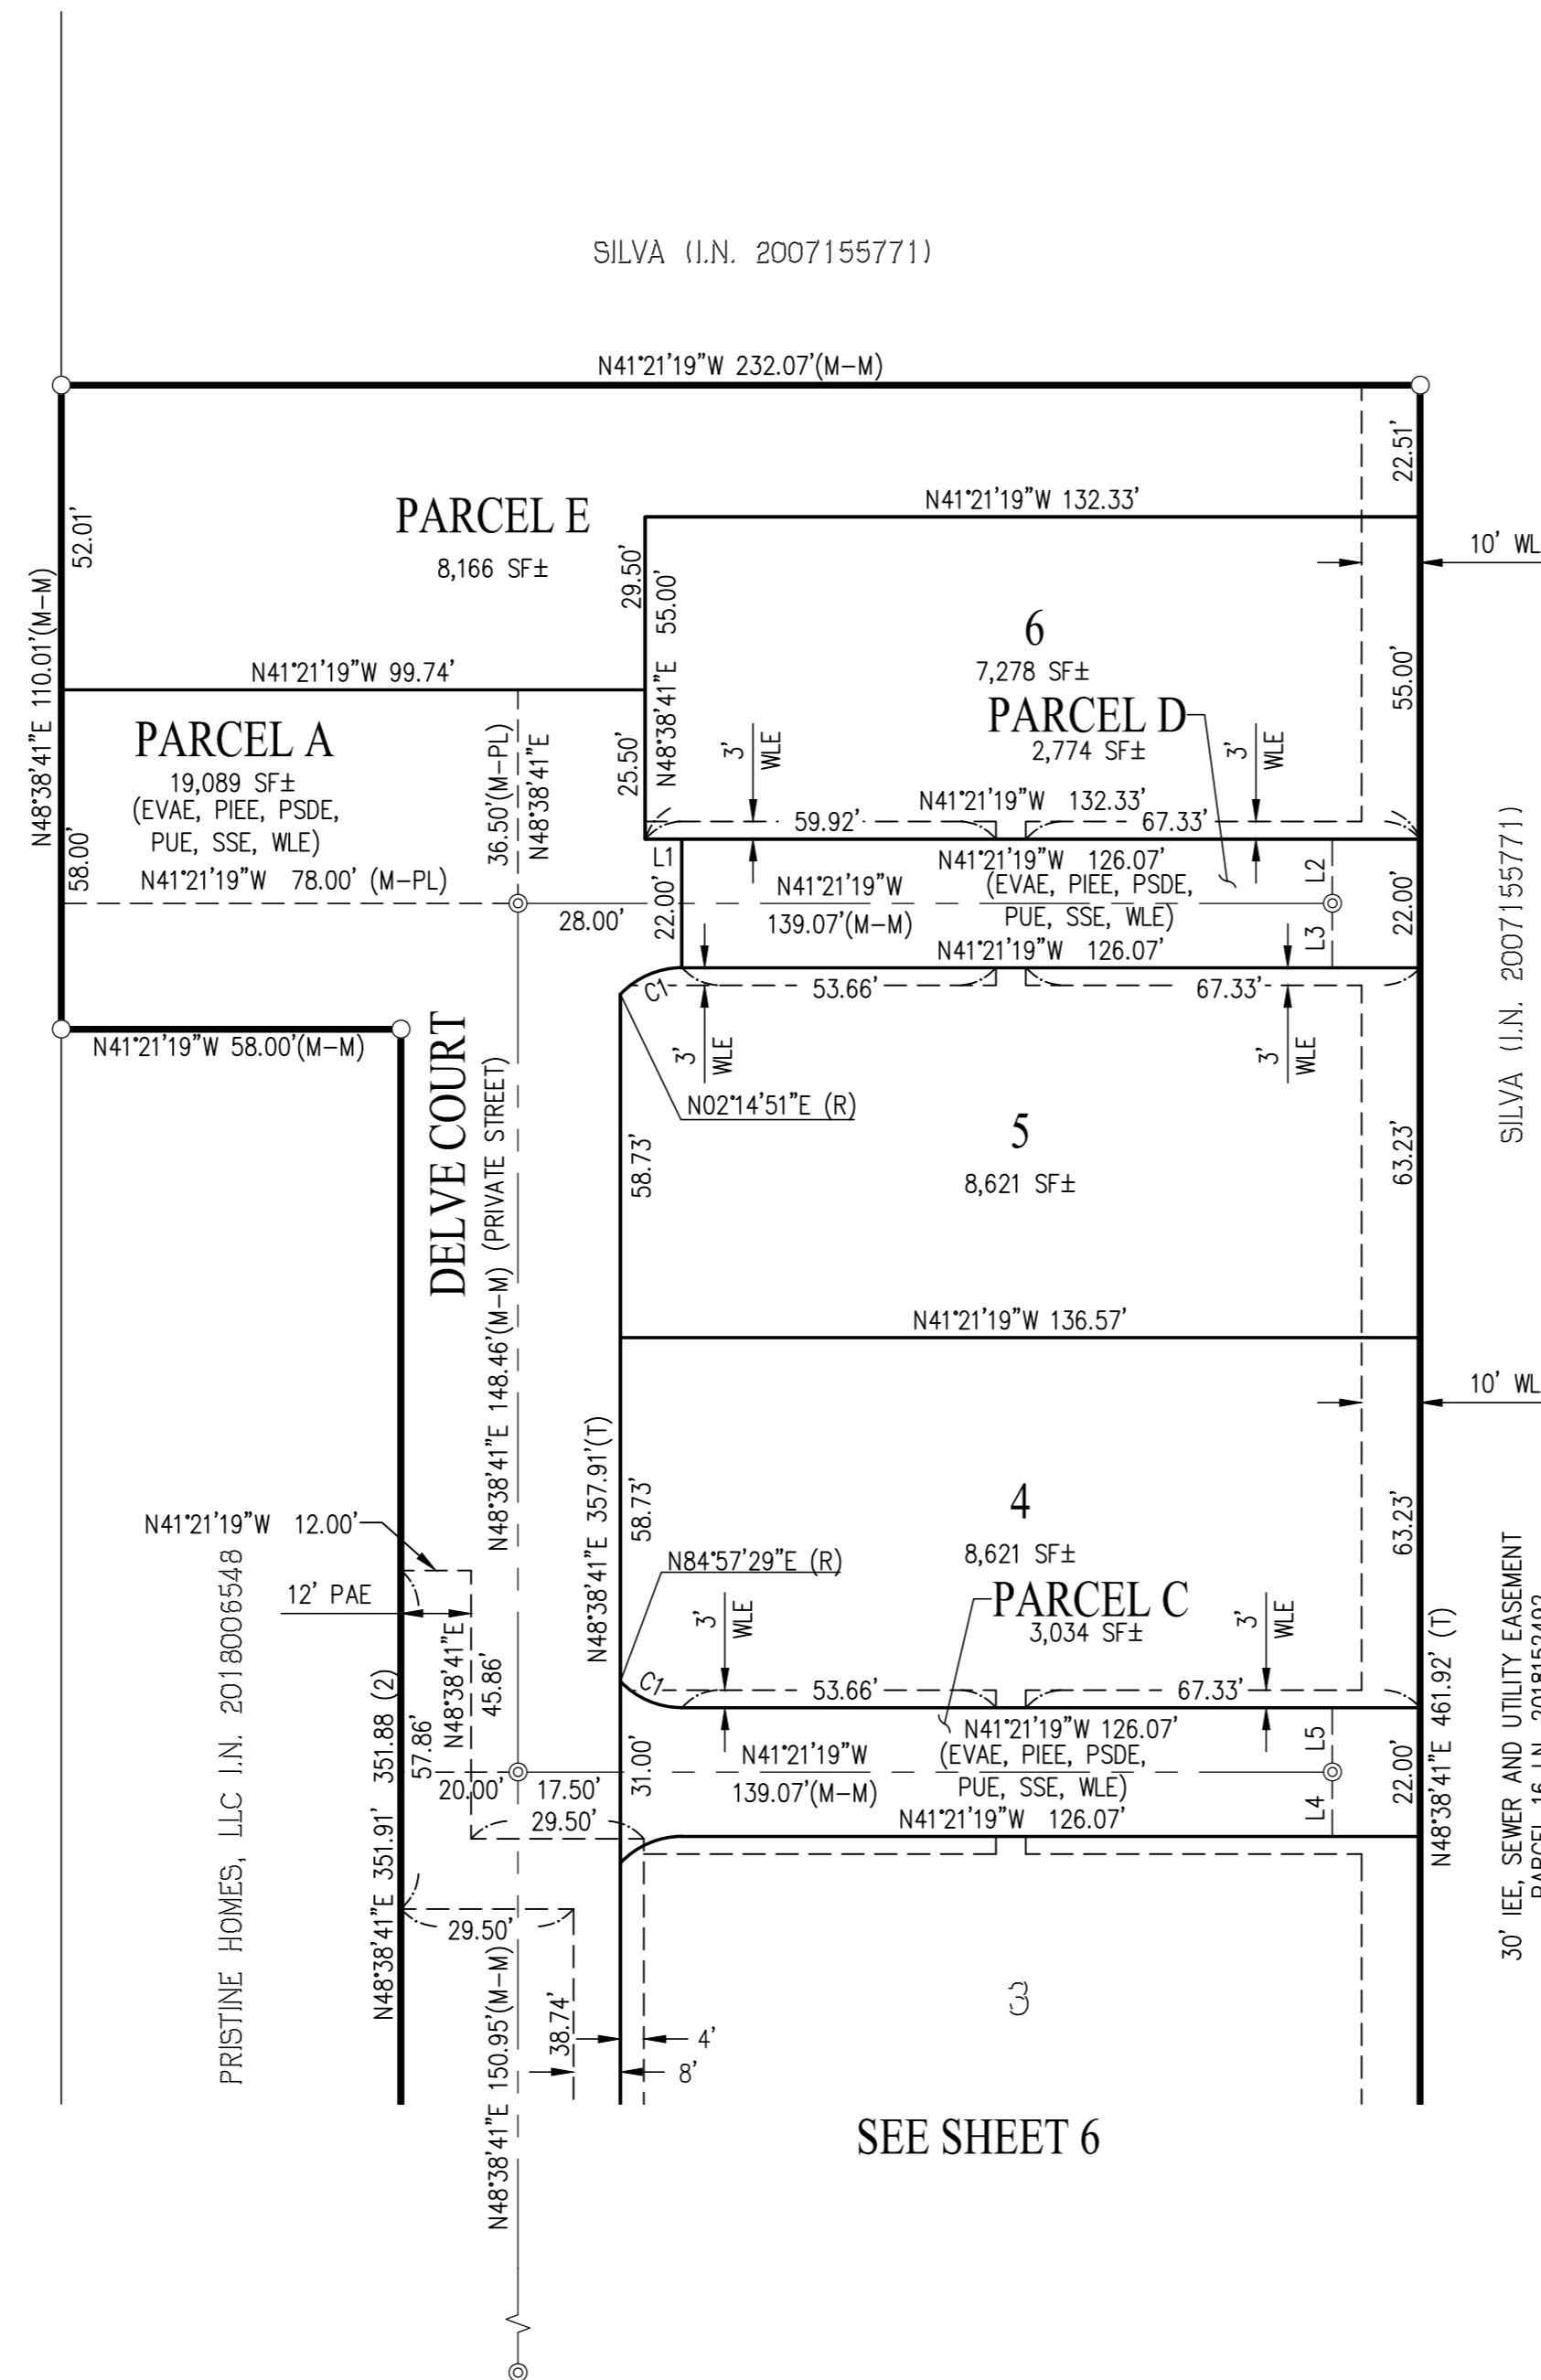 SILVA (I.N. 2007155771)
N41°21'19"W 232.07'(M-M)
22.51'
52.01'
PARCEL E
8,166 SF±
N41°21'19"W 132.33'
10' WL
29.50'
N48°38'41"E 55.00'
6
7,278 SF±
55.00'
N48°38'41"E 110.01'(M-M)
N41°21'19"W 99.74'
PARCEL A
19,089 SF±
(EVAE, PIEE, PSDE,
PUE, SSE, WLE)
58.00'
N41°21'19"W 78.00' (M-PL)
36.50'(M-PL)
N48°38'41"E
25.50'
3'
WLE
PARCEL D
2,774 SF±
3'
WLE
N41°21'19"W 132.33'
59.92'
67.33'
L1
22.00'
N41°21'19"W 126.07'
(EVAE, PIEE, PSDE,
PUE, SSE, WLE)
N41°21'19"W
139.07'(M-M)
28.00'
L2
L3
22.00'
N41°21'19"W 126.07'
C1
53.66'
67.33'
SILVA (I.N. 2007155771)
N41°21'19"W 58.00'(M-M)
3'
WLE
3'
WLE
N02°14'51"E (R)
DELVE COURT
(PRIVATE STREET)
N48°38'41"E 148.46'(M-M)
58.73'
5
8,621 SF±
63.23'
N41°21'19"W 136.57'
10' WL
N48°38'41"E 357.91'(T)
58.73'
4
8,621 SF±
63.23'
N41°21'19"W 12.00'
12' PAE
N84°57'29"E (R)
PARCEL C
3,034 SF±
3'
WLE
3'
WLE
C1
53.66'
67.33'
N48°38'41"E
45.86'
57.86'
N48°38'41"E 351.91' 351.88 (2)
PRISTINE HOMES, LLC I.N. 2018006548
N41°21'19"W 126.07'
(EVAE, PIEE, PSDE,
PUE, SSE, WLE)
N41°21'19"W
139.07'(M-M)
20.00'
17.50'
31.00'
L5
L4
22.00'
N41°21'19"W 126.07'
29.50'
N48°38'41"E 461.92' (T)
30' IEE, SEWER AND UTILITY EASEMENT
PARCEL 16 I.N. 2018152492
29.50'
38.74'
N48°38'41"E 150.95'(M-M)
3
4'
8'
SEE SHEET 6